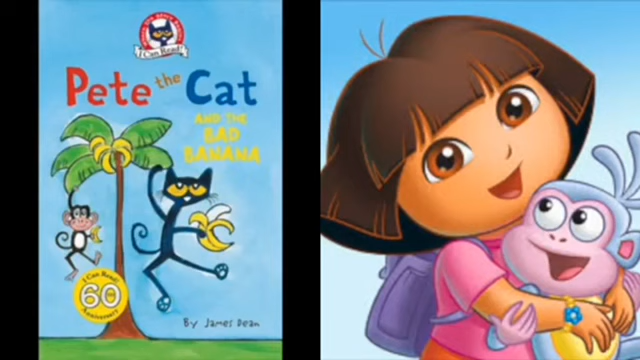 I Can Read!
Pete the Cat
AND THE
BAD
BANANA
I Can Read!
60
Anniversary
By James Dean